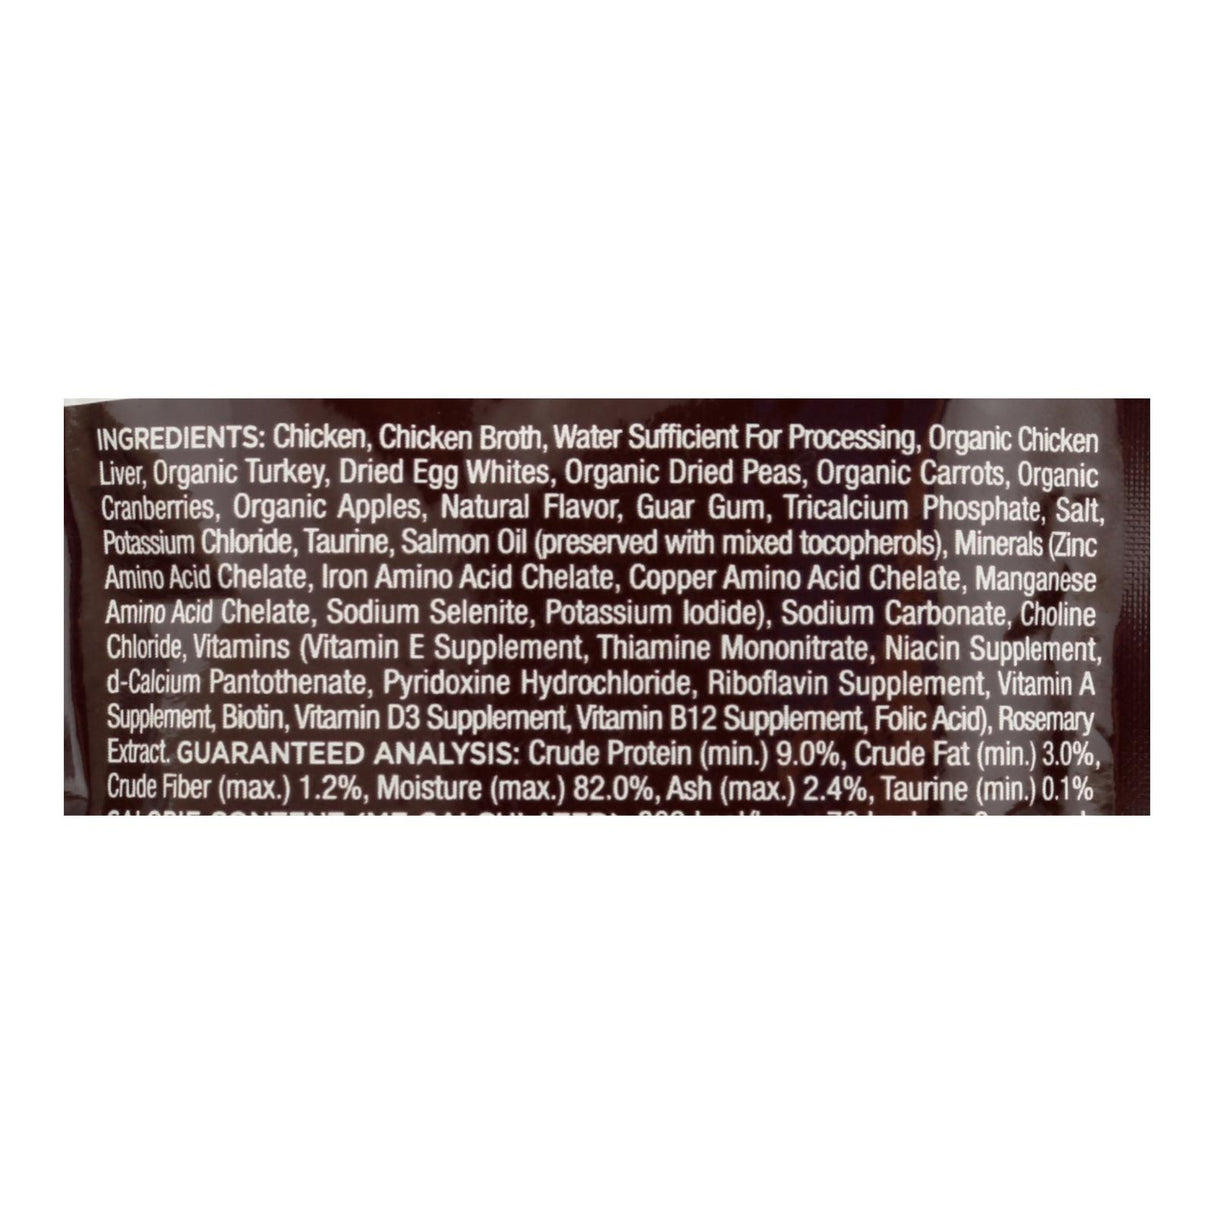 INGREDIENTS: Chicken, Chicken Broth, Water Sufficient For Processing, Organic Chicken
Liver, Organic Turkey, Dried Egg Whites, Organic Dried Peas, Organic Carrots, Organic
Cranberries, Organic Apples, Natural Flavor, Guar Gum, Tricalcium Phosphate, Salt,
Potassium Chloride, Taurine, Salmon Oil (preserved with mixed tocopherols), Minerals (Zinc
Amino Acid Chelate, Iron Amino Acid Chelate, Copper Amino Acid Chelate, Manganese
Amino Acid Chelate, Sodium Selenite, Potassium Iodide), Sodium Carbonate, Choline
Chloride, Vitamins (Vitamin E Supplement, Thiamine Mononitrate, Niacin Supplement,
d-Calcium Pantothenate, Pyridoxine Hydrochloride, Riboflavin Supplement, Vitamin A
Supplement, Biotin, Vitamin D3 Supplement, Vitamin B12 Supplement, Folic Acid), Rosemary
Extract. GUARANTEED ANALYSIS: Crude Protein (min.) 9.0%, Crude Fat (min.) 3.0%,
Crude Fiber (max.) 1.2%, Moisture (max.) 82.0%, Ash (max.) 2.4%, Taurine (min.) 0.1%
CALORIE CONTENT (ME CALCULATED):